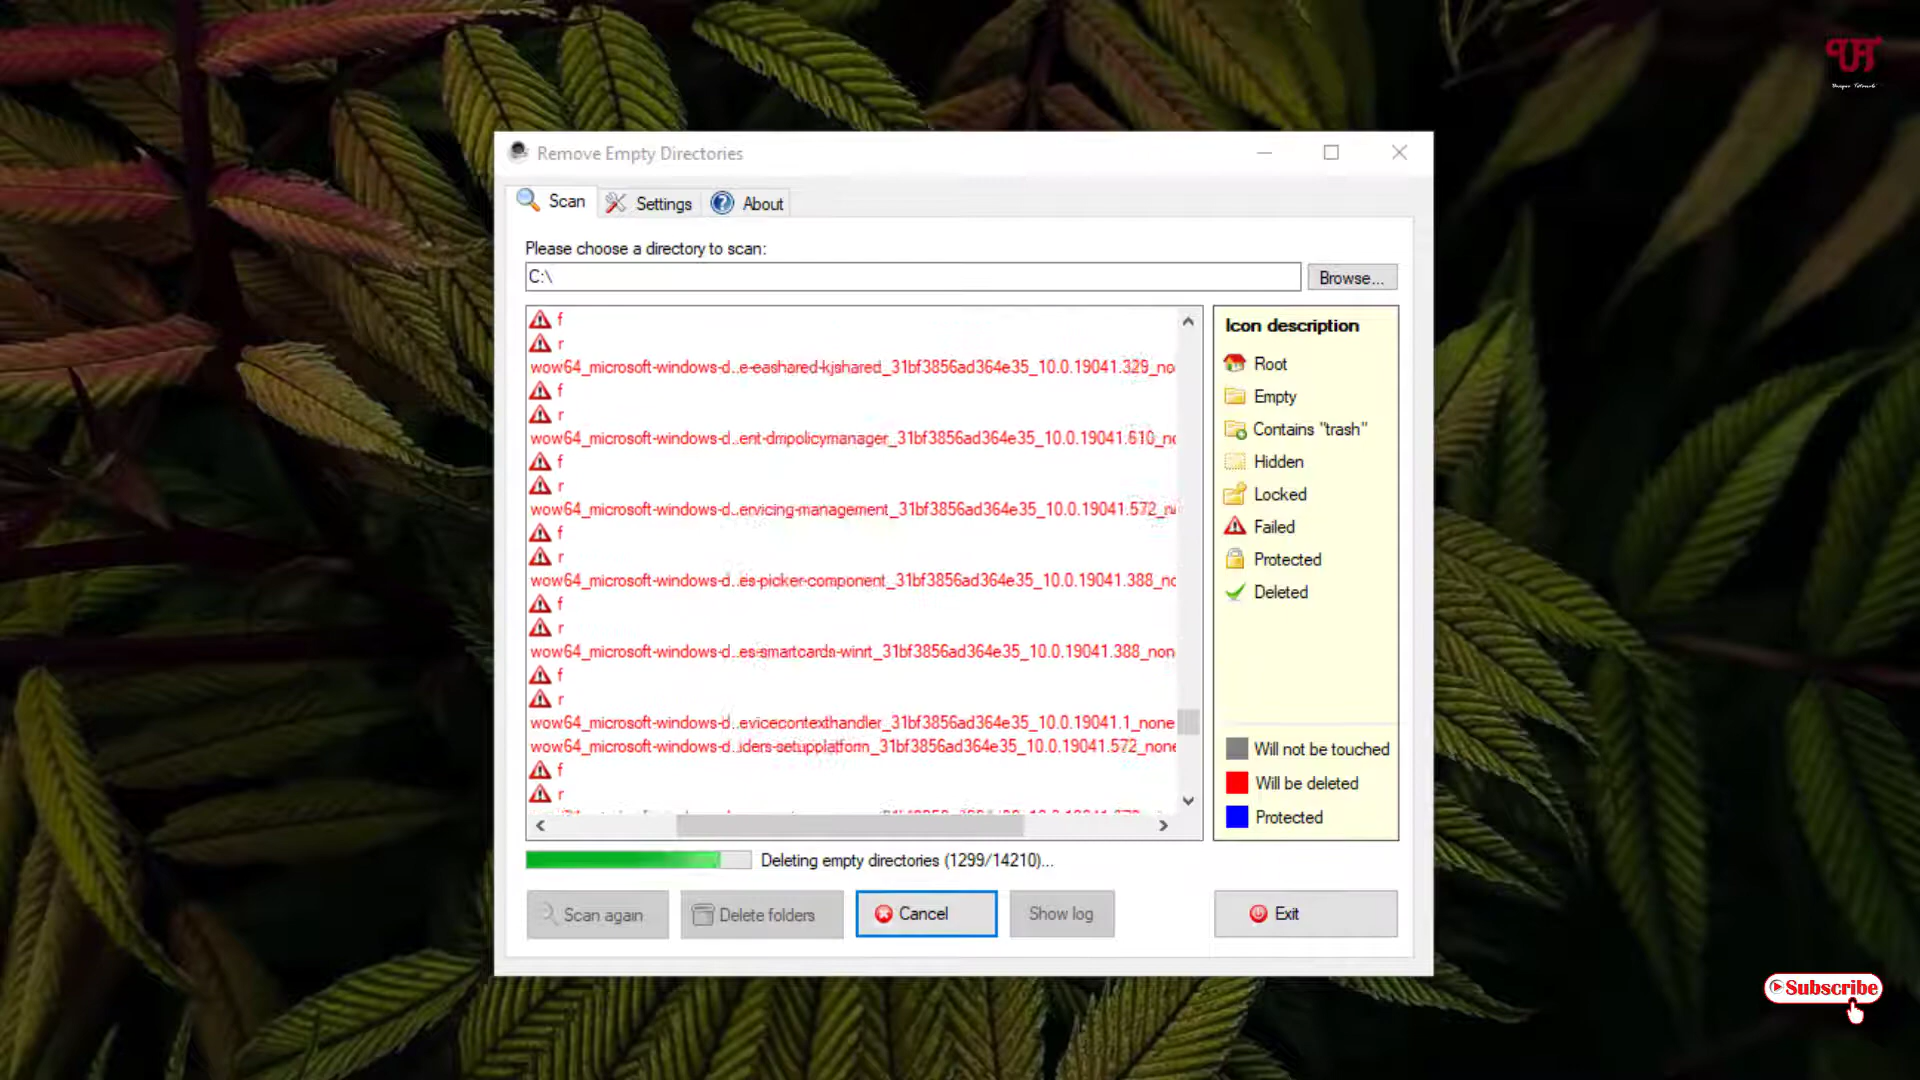 Unique Tutorials
Remove Empty Directories
Scan
Settings
About
Please choose a directory to scan:
C:\
Browse...
f
r
wow64_microsoft-windows-d..e-eashared-kjshared_31bf3856ad364e35_10.0.19041.329_no
f
r
wow64_microsoft-windows-d..ent-dmpolicymanager_31bf3856ad364e35_10.0.19041.610_n
f
r
wow64_microsoft-windows-d..ervicing-management_31bf3856ad364e35_10.0.19041.572_n
f
r
wow64_microsoft-windows-d..es-picker-component_31bf3856ad364e35_10.0.19041.388_no
f
r
wow64_microsoft-windows-d..es-smartcards-winrt_31bf3856ad364e35_10.0.19041.388_non
f
r
wow64_microsoft-windows-d..evicecontexthandler_31bf3856ad364e35_10.0.19041.1_none
wow64_microsoft-windows-d..iders-setupplatform_31bf3856ad364e35_10.0.19041.572_none
f
r
Icon description
Root
Empty
Contains "trash"
Hidden
Locked
Failed
Protected
Deleted
Will not be touched
Will be deleted
Protected
Deleting empty directories (1299/14210)...
Scan again
Delete folders
Cancel
Show log
Exit
Subscribe